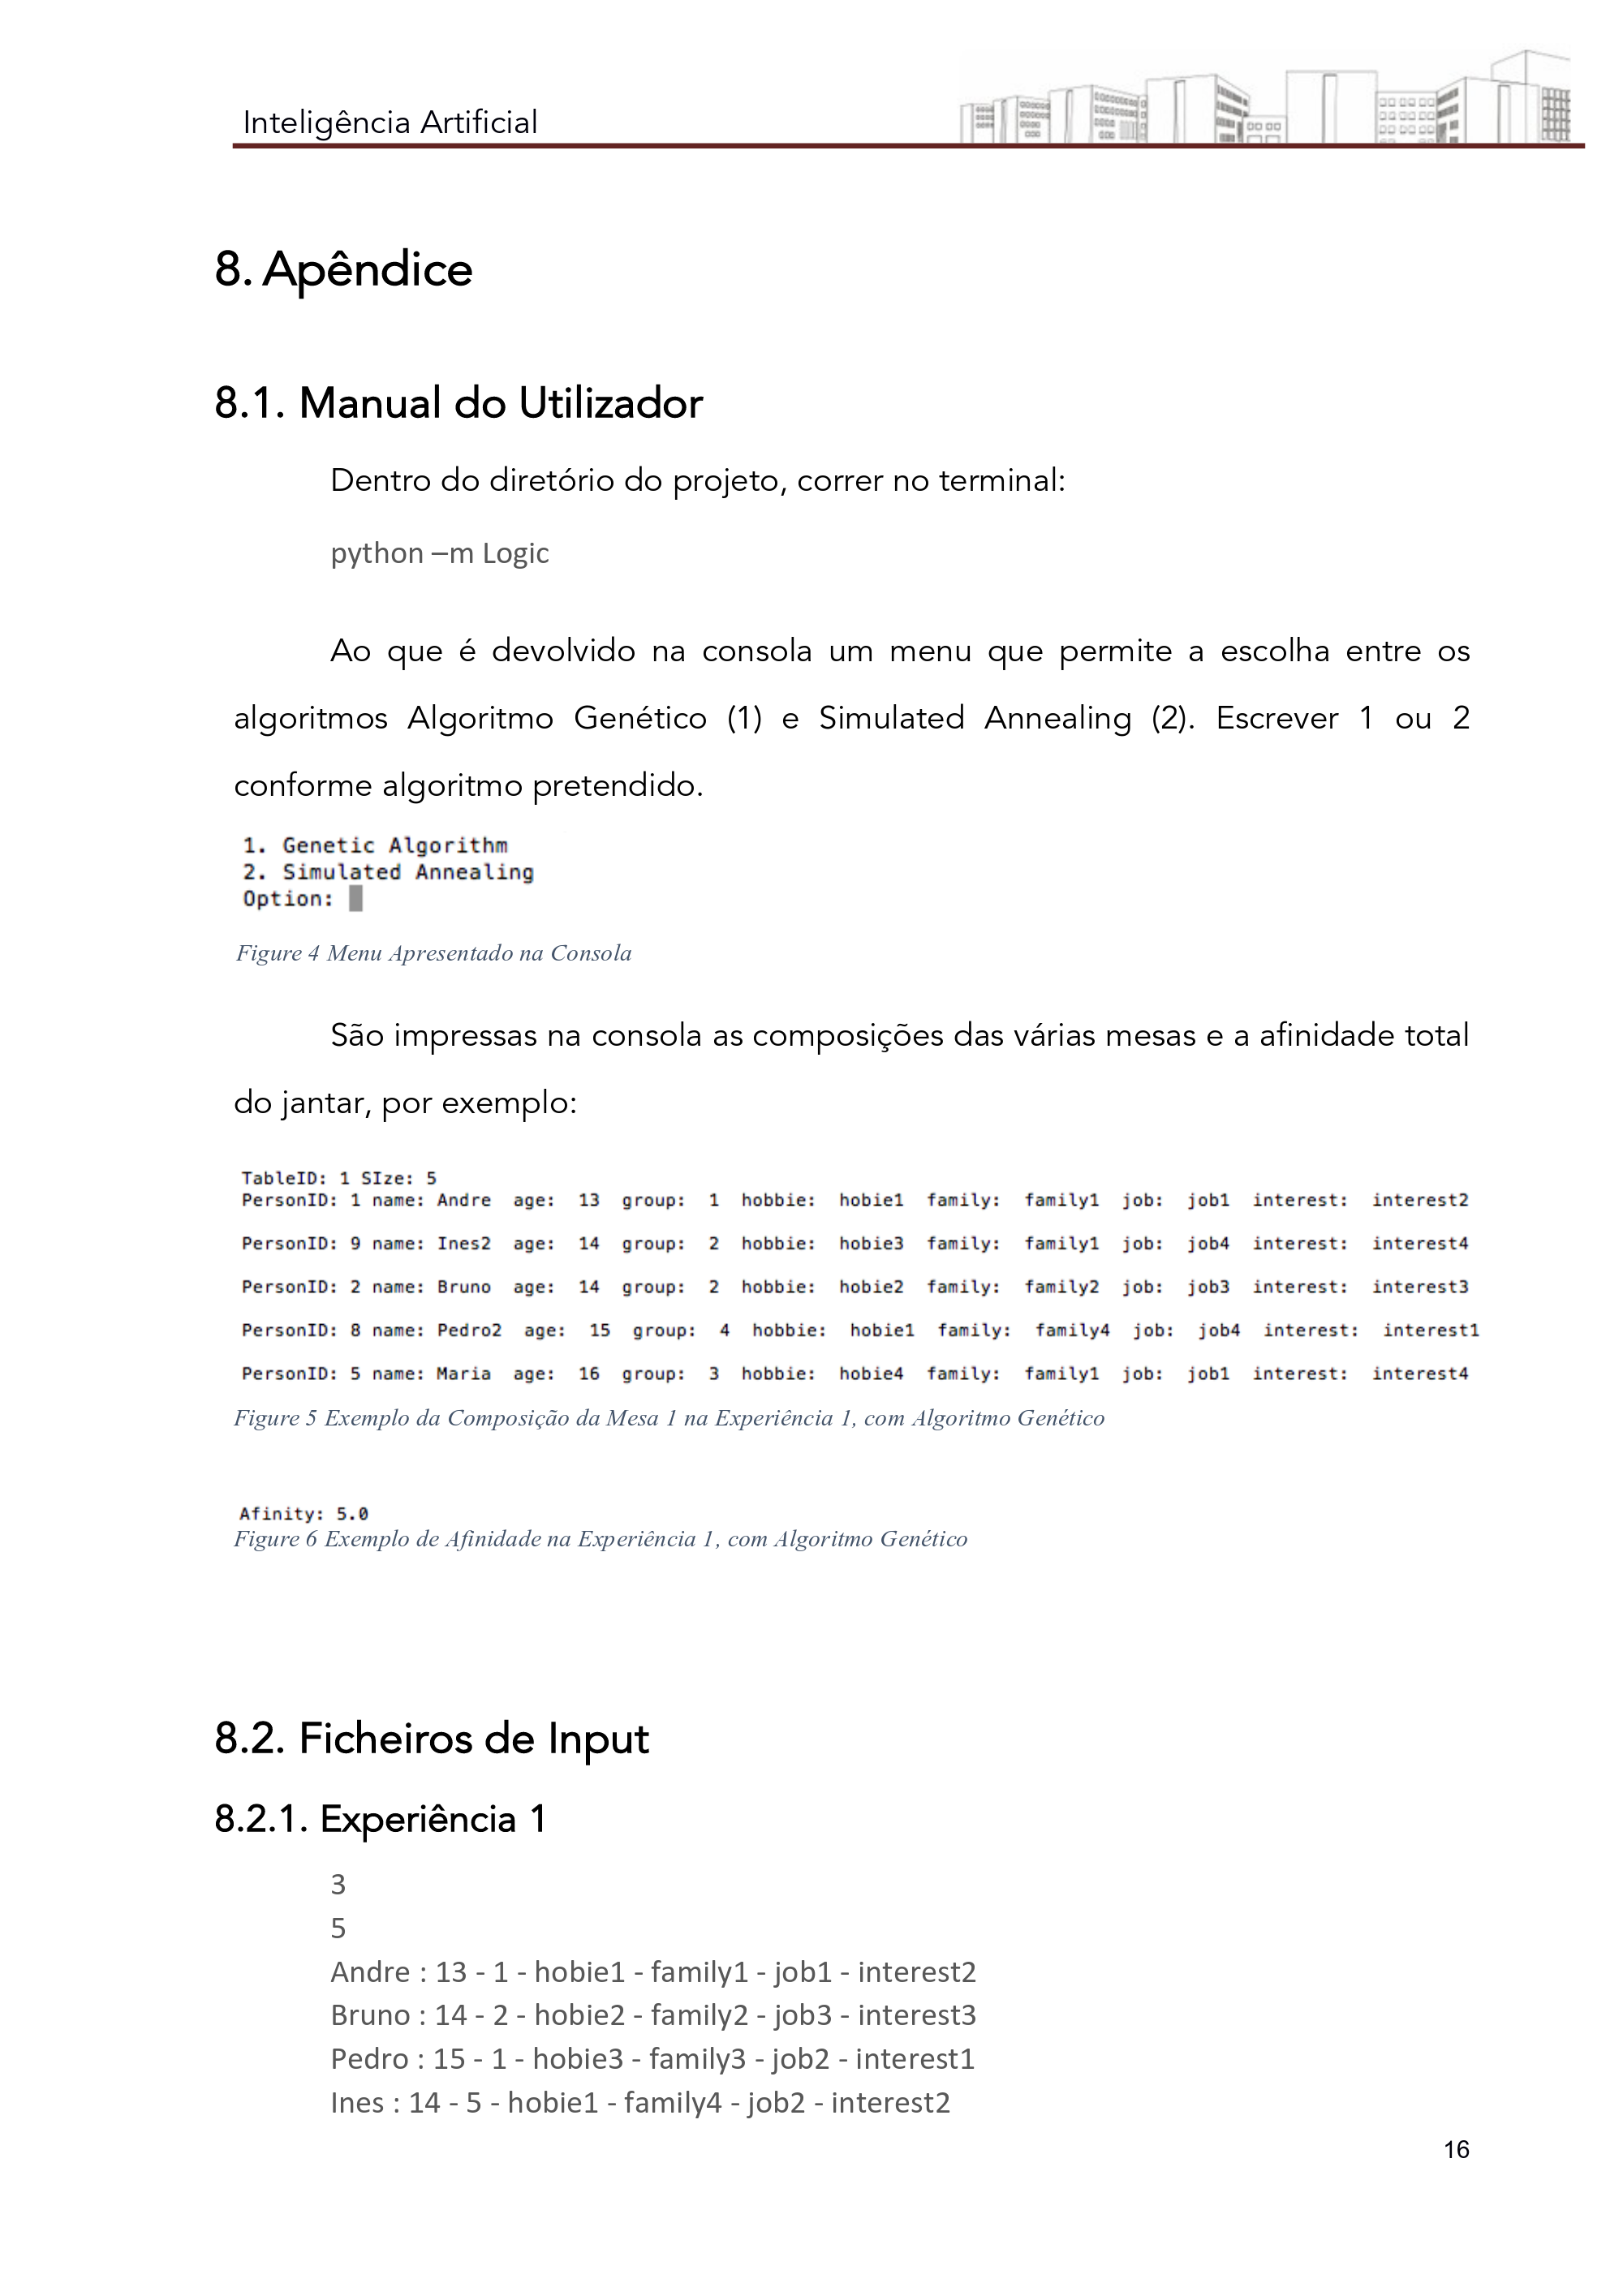 Inteligência Artificial
8. Apêndice
8.1. Manual do Utilizador
Dentro do diretório do projeto, correr no terminal:
python –m Logic
Ao que é devolvido na consola um menu que permite a escolha entre os
algoritmos Algoritmo Genético (1) e Simulated Annealing (2). Escrever 1 ou 2
conforme algoritmo pretendido.
1. Genetic Algorithm
2. Simulated Annealing
Option:
Figure 4 Menu Apresentado na Consola
São impressas na consola as composições das várias mesas e a afinidade total
do jantar, por exemplo:
TableID: 1 SIze: 5
PersonID: 1 name: Andre age: 13 group: 1 hobbie: hobie1 family: family1 job: job1 interest: interest2
PersonID: 9 name: Ines2 age: 14 group: 2 hobbie: hobie3 family: family1 job: job4 interest: interest4
PersonID: 2 name: Bruno age: 14 group: 2 hobbie: hobie2 family: family2 job: job3 interest: interest3
PersonID: 8 name: Pedro2 age: 15 group: 4 hobbie: hobie1 family: family4 job: job4 interest: interest1
PersonID: 5 name: Maria age: 16 group: 3 hobbie: hobie4 family: family1 job: job1 interest: interest4
Figure 5 Exemplo da Composição da Mesa 1 na Experiência 1, com Algoritmo Genético
Afinity: 5.0
Figure 6 Exemplo de Afinidade na Experiência 1, com Algoritmo Genético
8.2. Ficheiros de Input
8.2.1. Experiência 1
3
5
Andre : 13 - 1 - hobie1 - family1 - job1 - interest2
Bruno : 14 - 2 - hobie2 - family2 - job3 - interest3
Pedro : 15 - 1 - hobie3 - family3 - job2 - interest1
Ines : 14 - 5 - hobie1 - family4 - job2 - interest2
16